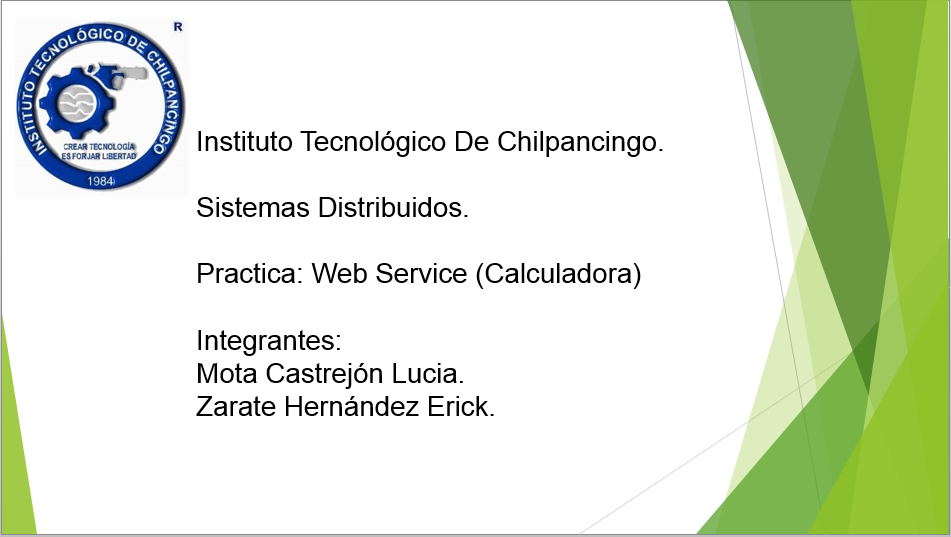 R
INSTITUTO TECNOLÓGICO DE CHILPANCINGO
CREAR TECNOLOGÍA
ES FORJAR LIBERTAD
1984
Instituto Tecnológico De Chilpancingo.
Sistemas Distribuidos.
Practica: Web Service (Calculadora)
Integrantes:
Mota Castrejón Lucia.
Zarate Hernández Erick.